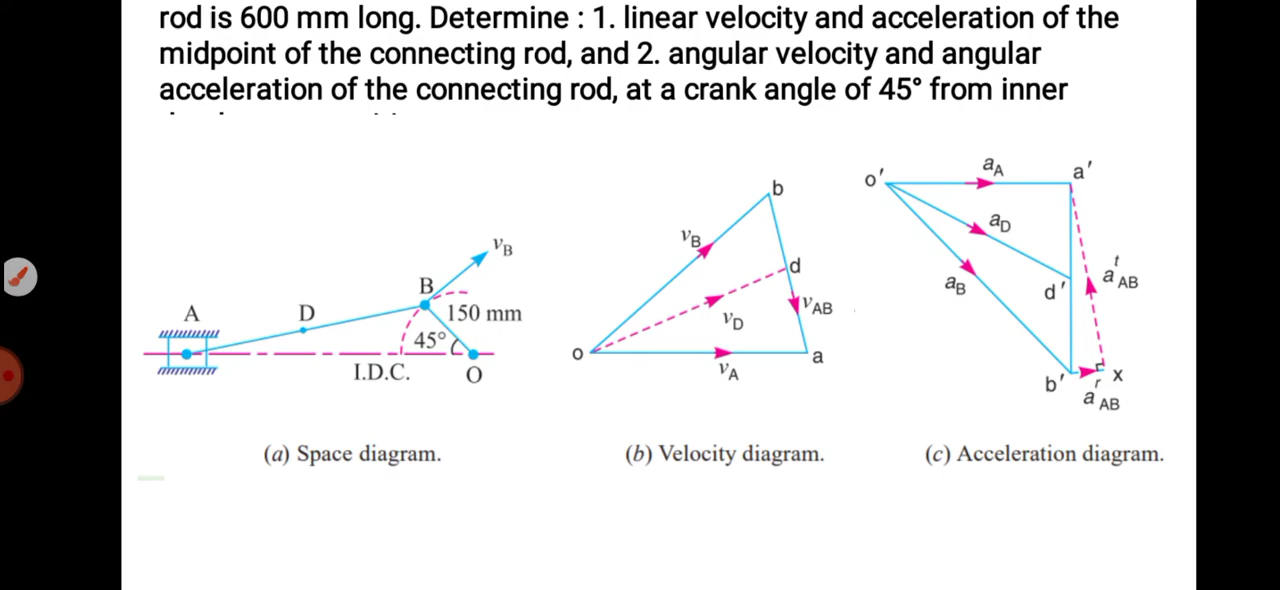 rod is 600 mm long. Determine : 1. linear velocity and acceleration of the
midpoint of the connecting rod, and 2. angular velocity and angular
acceleration of the connecting rod, at a crank angle of 45° from inner
A
D
B
vB
150 mm
45°
I.D.C.
O
(a) Space diagram.
b
vB
d
vAB
vD
o
vA
a
(b) Velocity diagram.
o'
aA
a'
aD
aB
d'
a t AB
b'
x
a r AB
(c) Acceleration diagram.